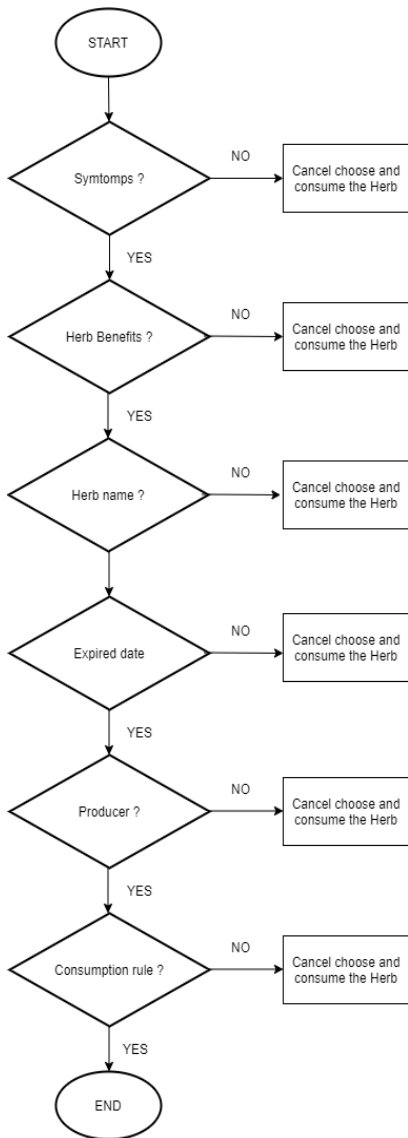 START
Symtomps ?
NO
Cancel choose and
consume the Herb
YES
Herb Benefits ?
NO
Cancel choose and
consume the Herb
YES
Herb name ?
NO
Cancel choose and
consume the Herb
Expired date
NO
Cancel choose and
consume the Herb
YES
Producer ?
NO
Cancel choose and
consume the Herb
YES
Consumption rule ?
NO
Cancel choose and
consume the Herb
YES
END